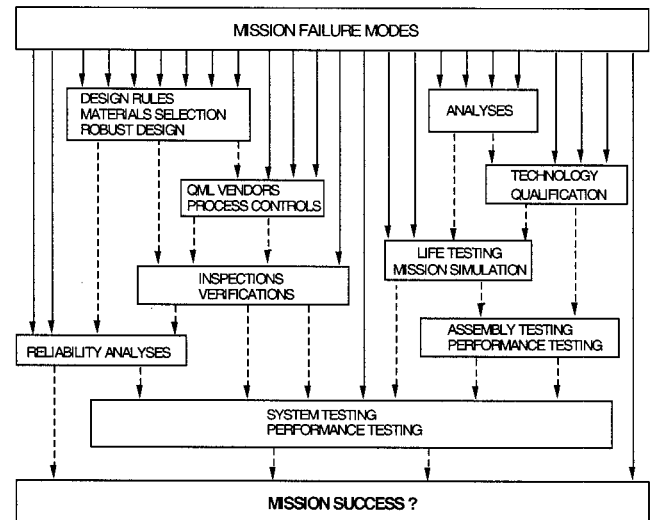 MISSION FAILURE MODES
DESIGN RULES
MATERIALS SELECTION
ROBUST DESIGN
ANALYSES
QML VENDORS
PROCESS CONTROLS
TECHNOLOGY
QUALIFICATION
LIFE TESTING
MISSION SIMULATION
INSPECTIONS
VERIFICATIONS
ASSEMBLY TESTING
PERFORMANCE TESTING
RELIABILITY ANALYSES
SYSTEM TESTING
PERFORMANCE TESTING
MISSION SUCCESS ?